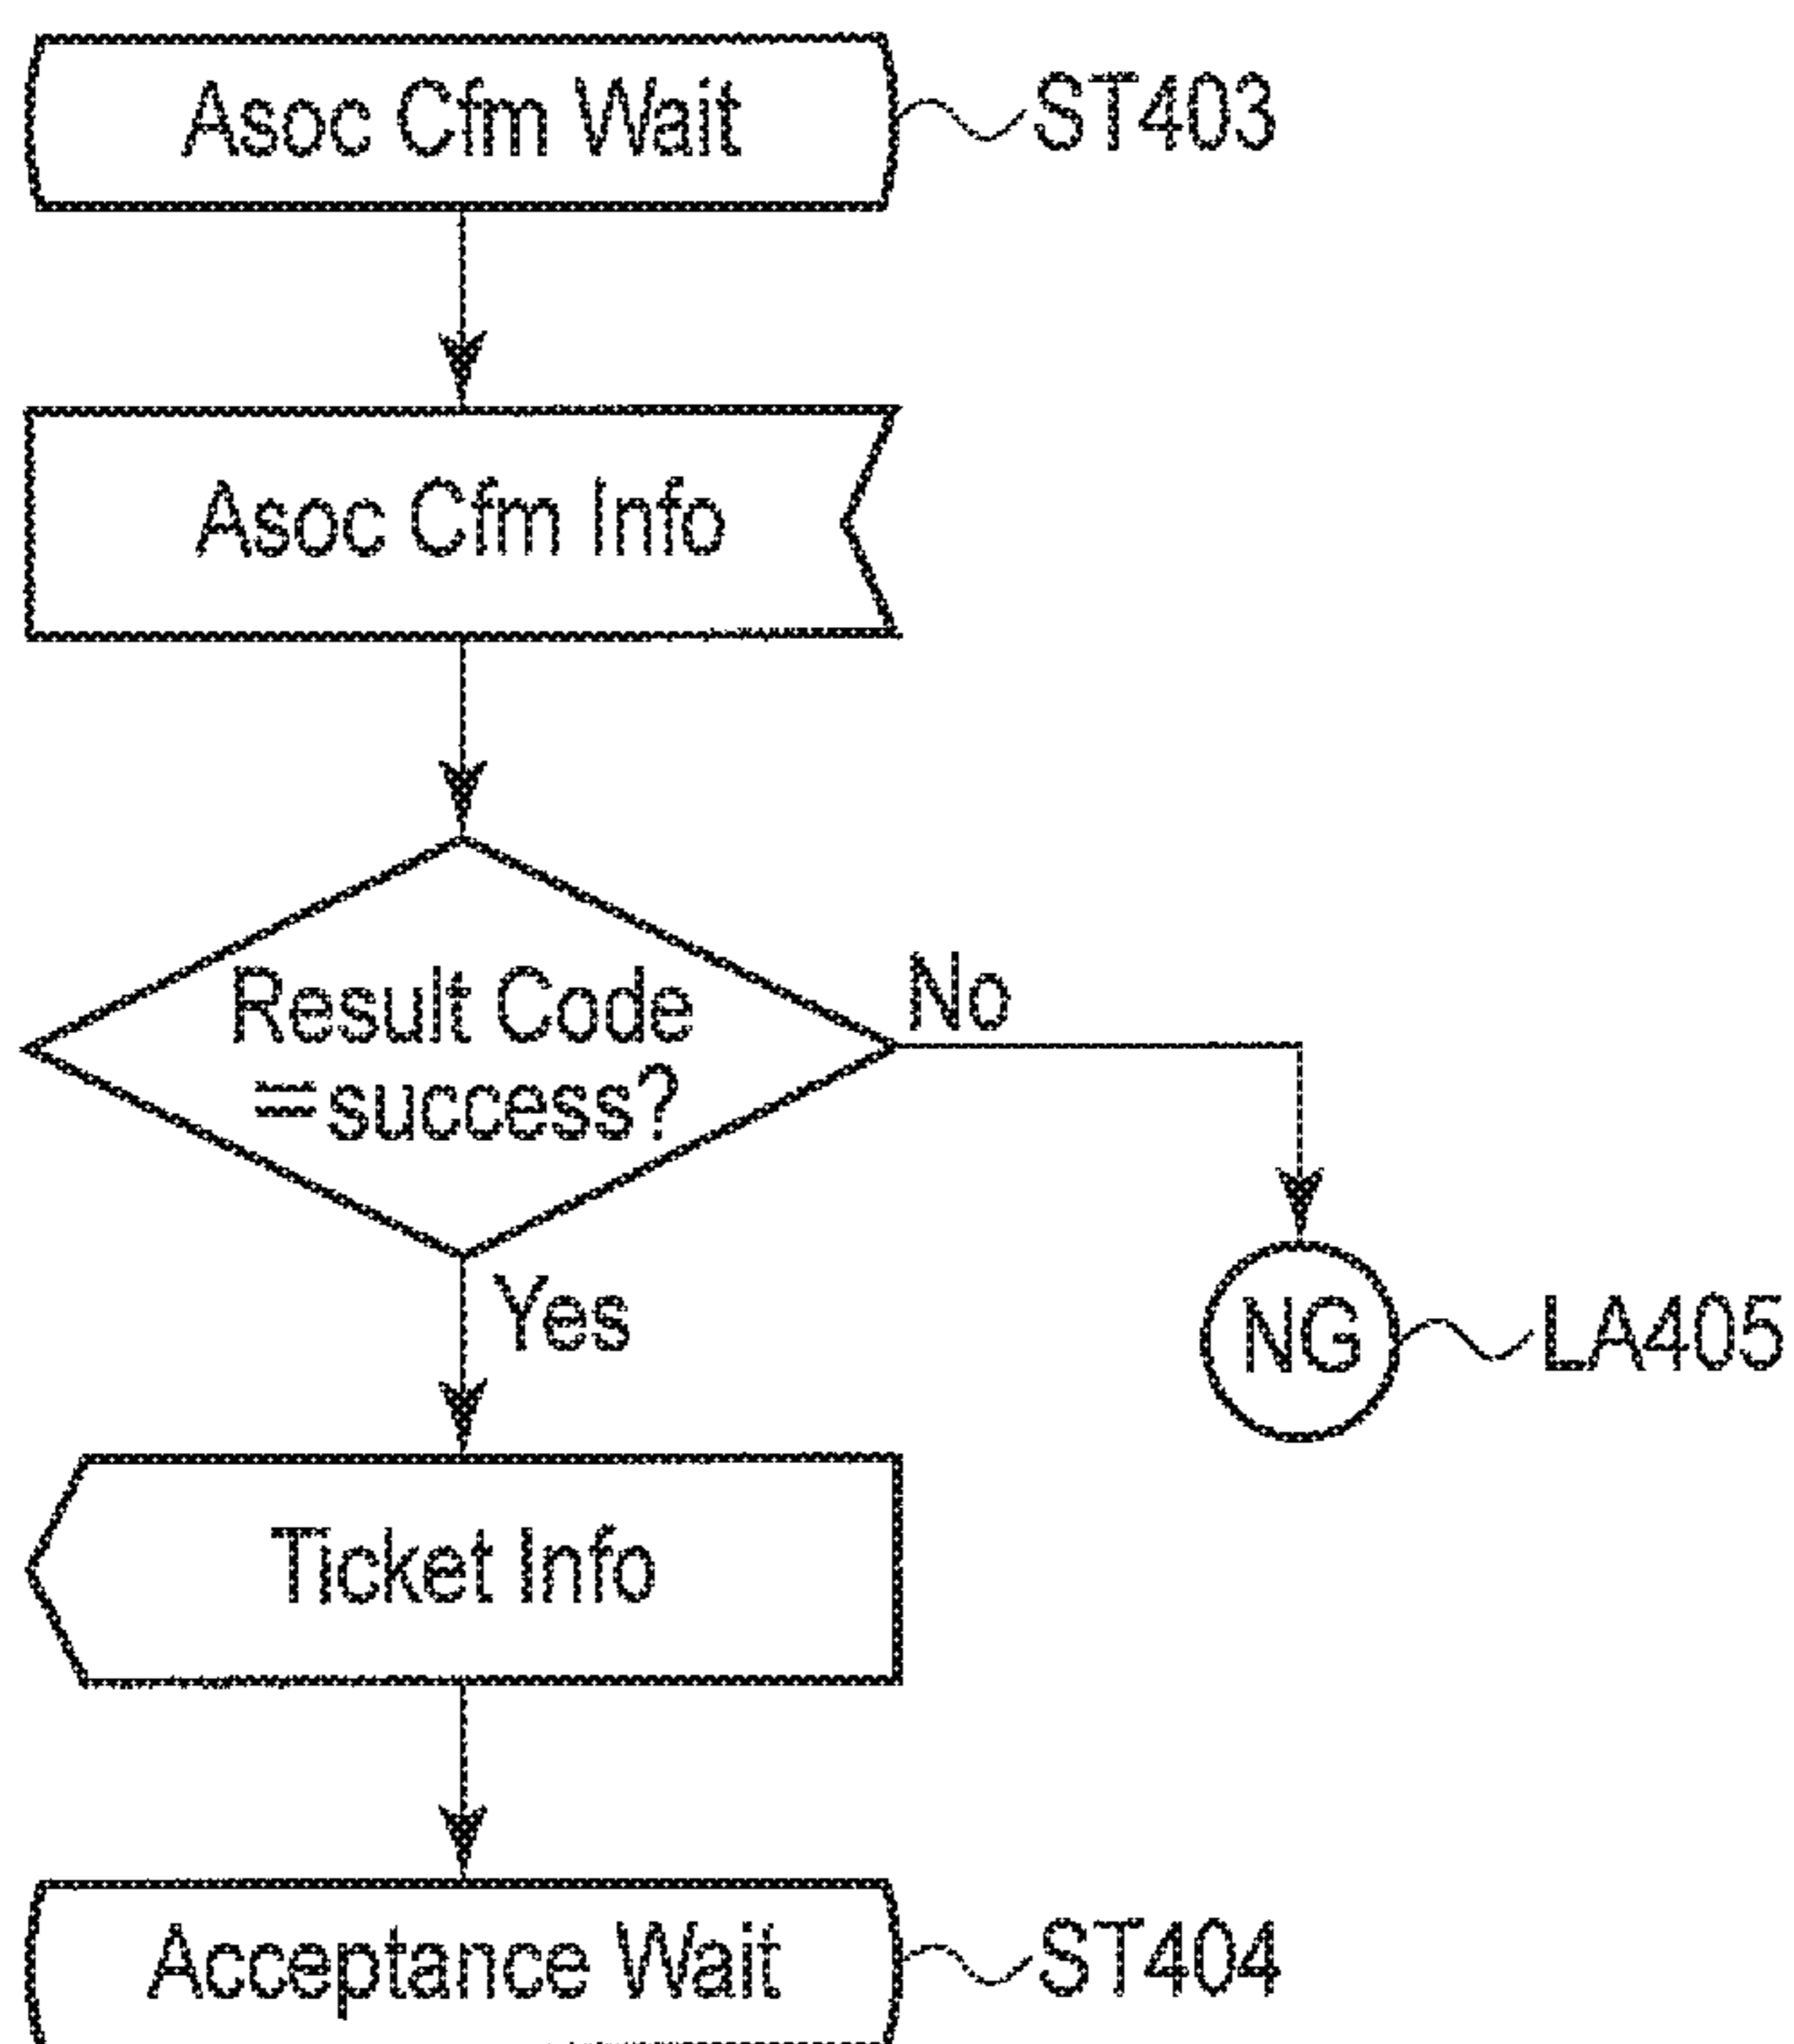 Asoc Cfm Wait
ST403
Asoc Cfm Info
Result Code
=success?
No
Yes
NG
LA405
Ticket Info
Acceptance Wait
ST404